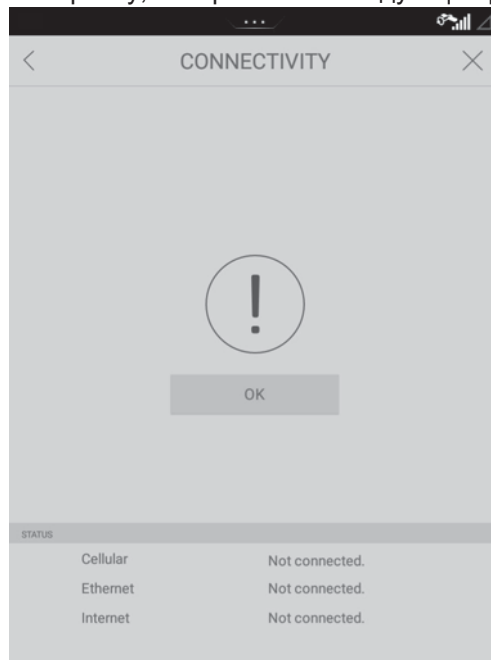 CONNECTIVITY
!
OK
STATUS
Cellular Not connected.
Ethernet Not connected.
Internet Not connected.